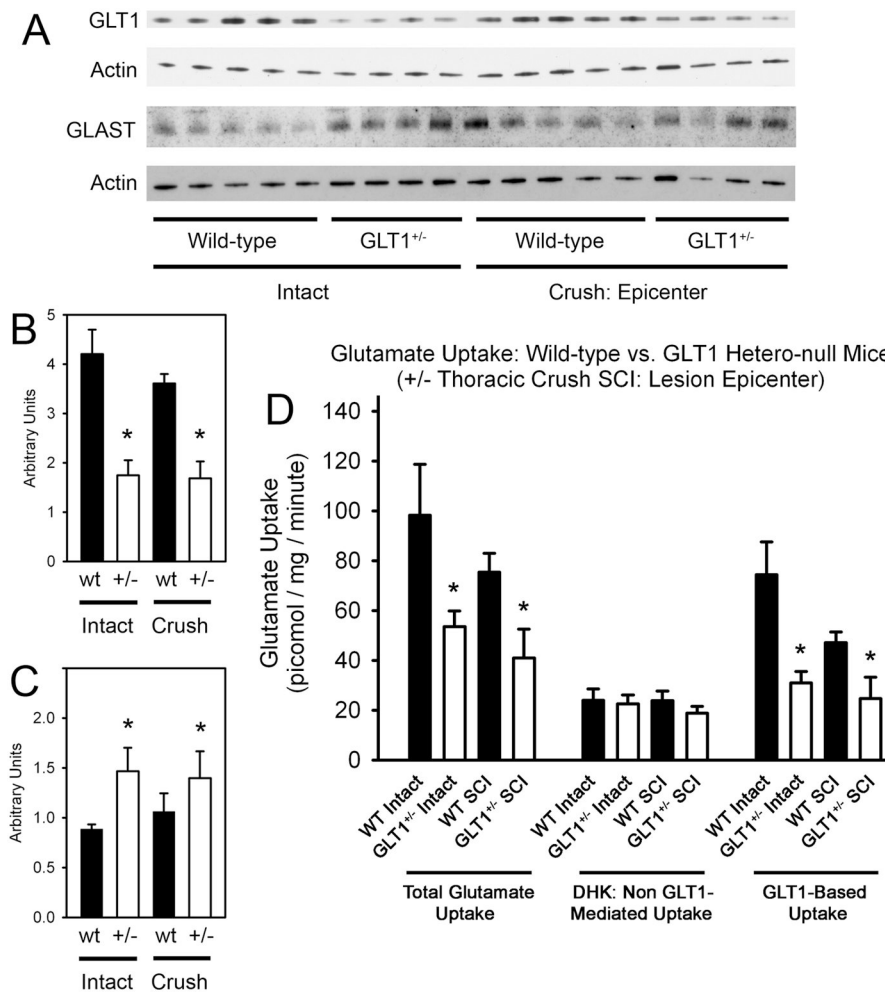 A
GLT1
Actin
GLAST
Actin
Wild-type GLT1+/- Wild-type GLT1+/-
Intact Crush: Epicenter
B
Arbitrary Units
5
4
3
2
1
0
* *
wt +/- wt +/-
Intact Crush
C
Arbitrary Units
2.0
1.5
1.0
0.5
0.0
* *
wt +/- wt +/-
Intact Crush
Glutamate Uptake: Wild-type vs. GLT1 Hetero-null Mice
(+/- Thoracic Crush SCI: Lesion Epicenter)
D
Glutamate Uptake
(picomol / mg / minute)
140
120
100
80
60
40
20
0
* * * *
WT Intact
GLT1+/- Intact
WT SCI
GLT1+/- SCI
WT Intact
GLT1+/- Intact
WT SCI
GLT1+/- SCI
WT Intact
GLT1+/- Intact
WT SCI
GLT1+/- SCI
Total Glutamate
Uptake
DHK: Non GLT1-
Mediated Uptake
GLT1-Based
Uptake